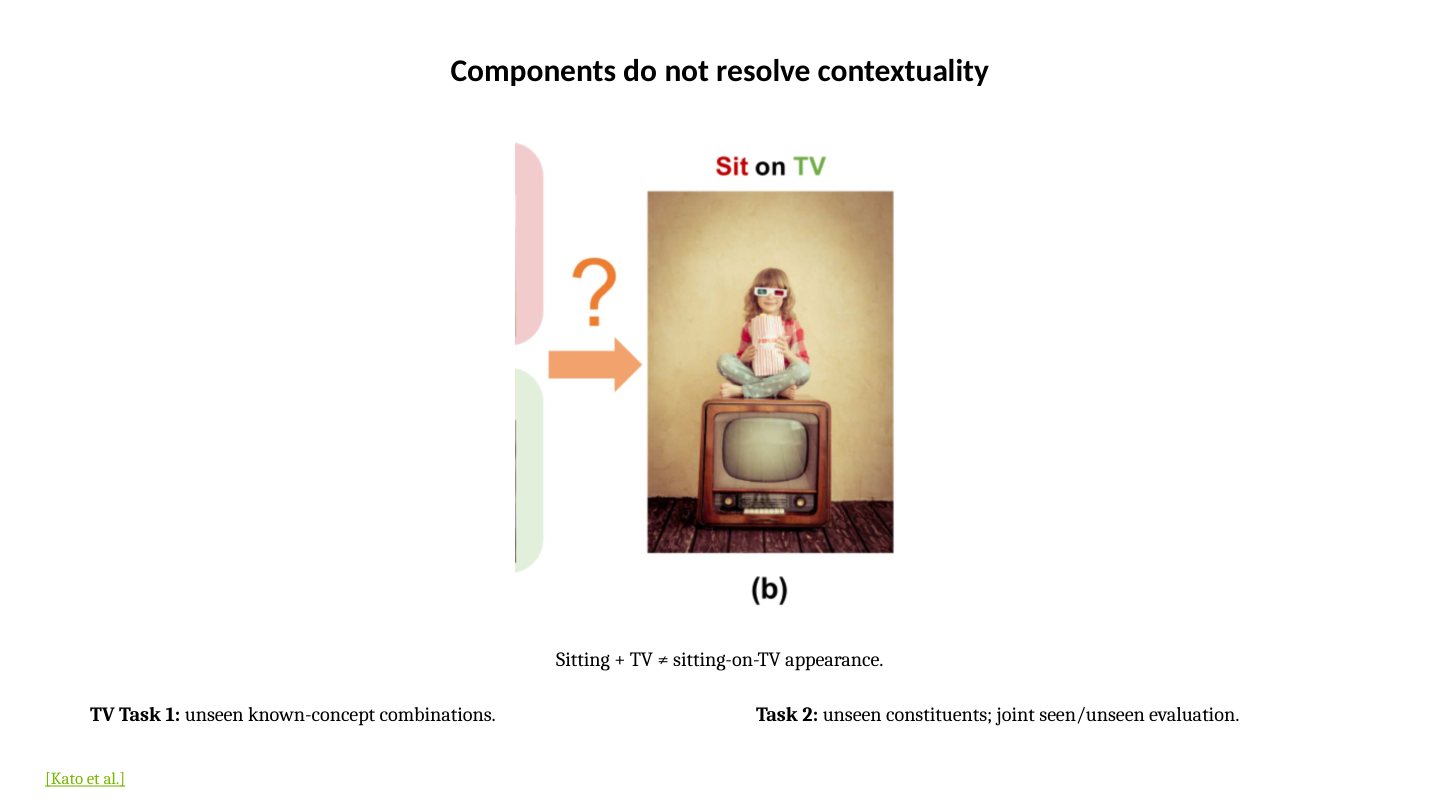 Components do not resolve contextuality
Sit on TV
?
(b)
Sitting + TV ≠ sitting-on-TV appearance.
TV Task 1: unseen known-concept combinations.
Task 2: unseen constituents; joint seen/unseen evaluation.
[Kato et al.]